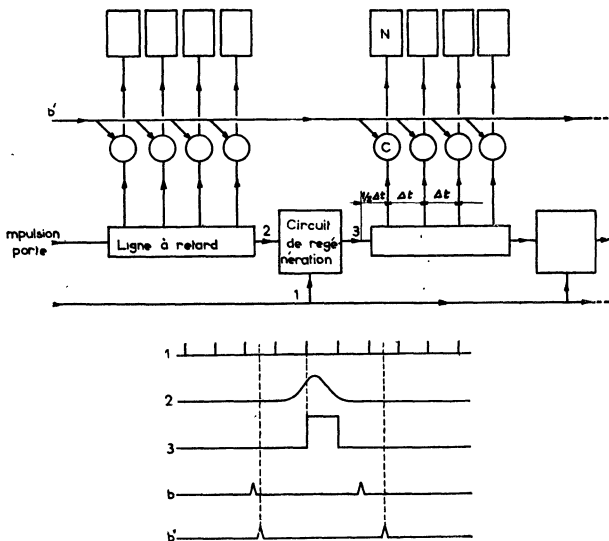 N
b'
C
½Δt Δt Δt
mpulsion
porte
Ligne à retard
2
Circuit
de regé-
nération
3
1
1
2
3
b
b'